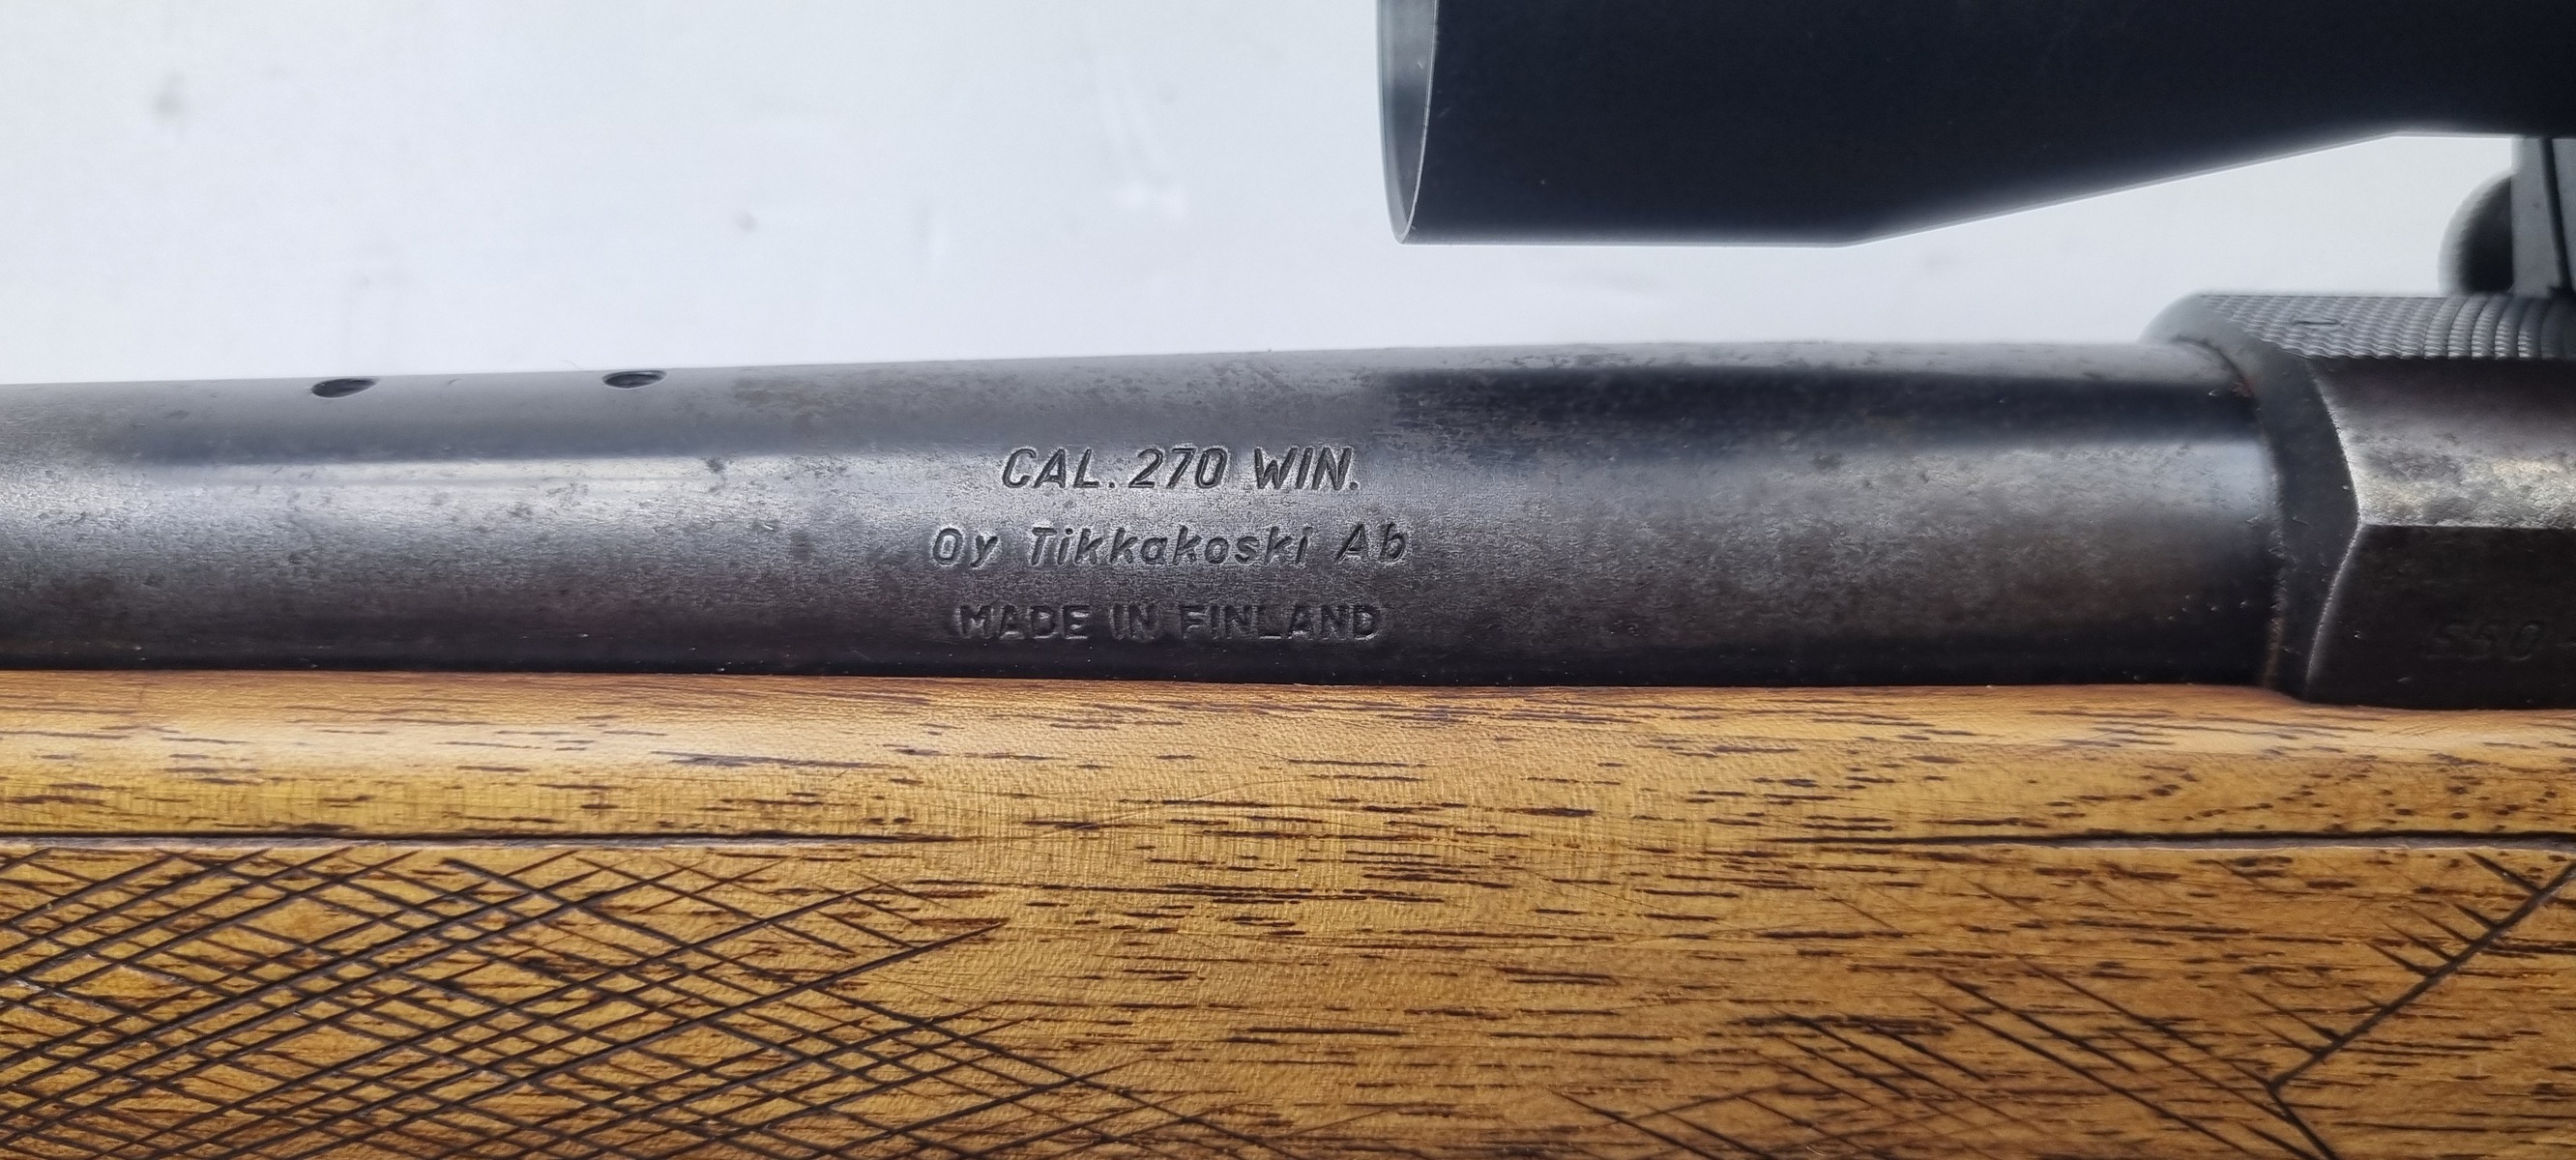 CAL. 270 WIN.
Oy Tikkakoski Ab
MADE IN FINLAND